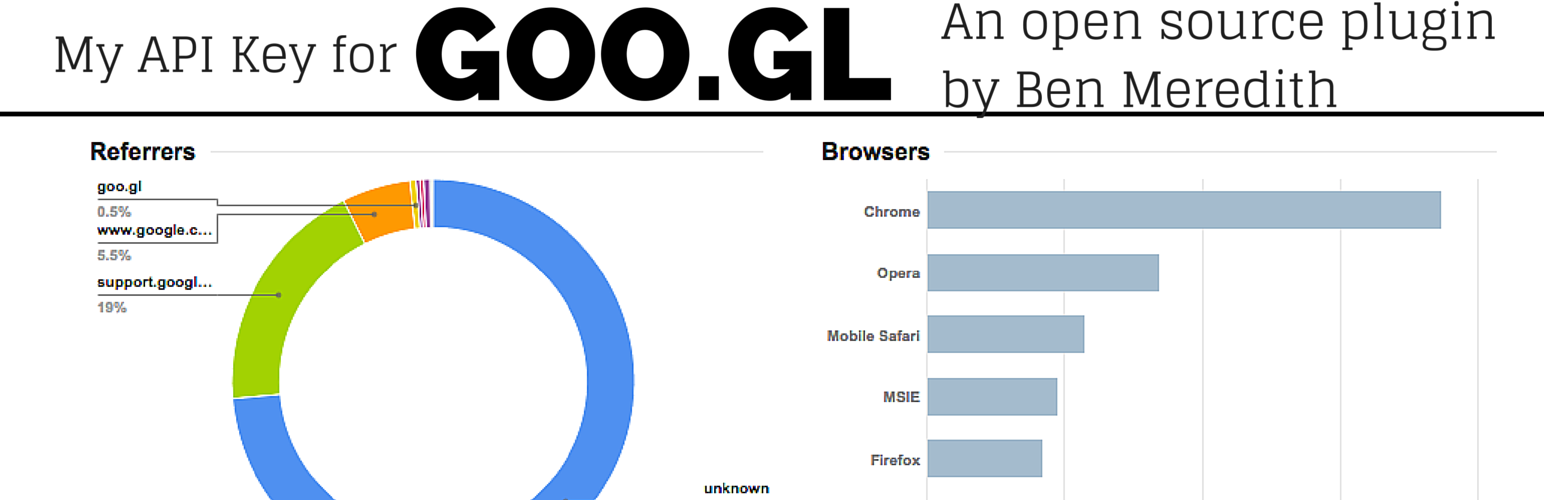 My API Key for GOO.GL
An open source plugin
by Ben Meredith
Referrers
goo.gl
0.5%
www.google.c...
5.5%
support.googl...
19%
unknown
Browsers
Chrome
Opera
Mobile Safari
MSIE
Firefox